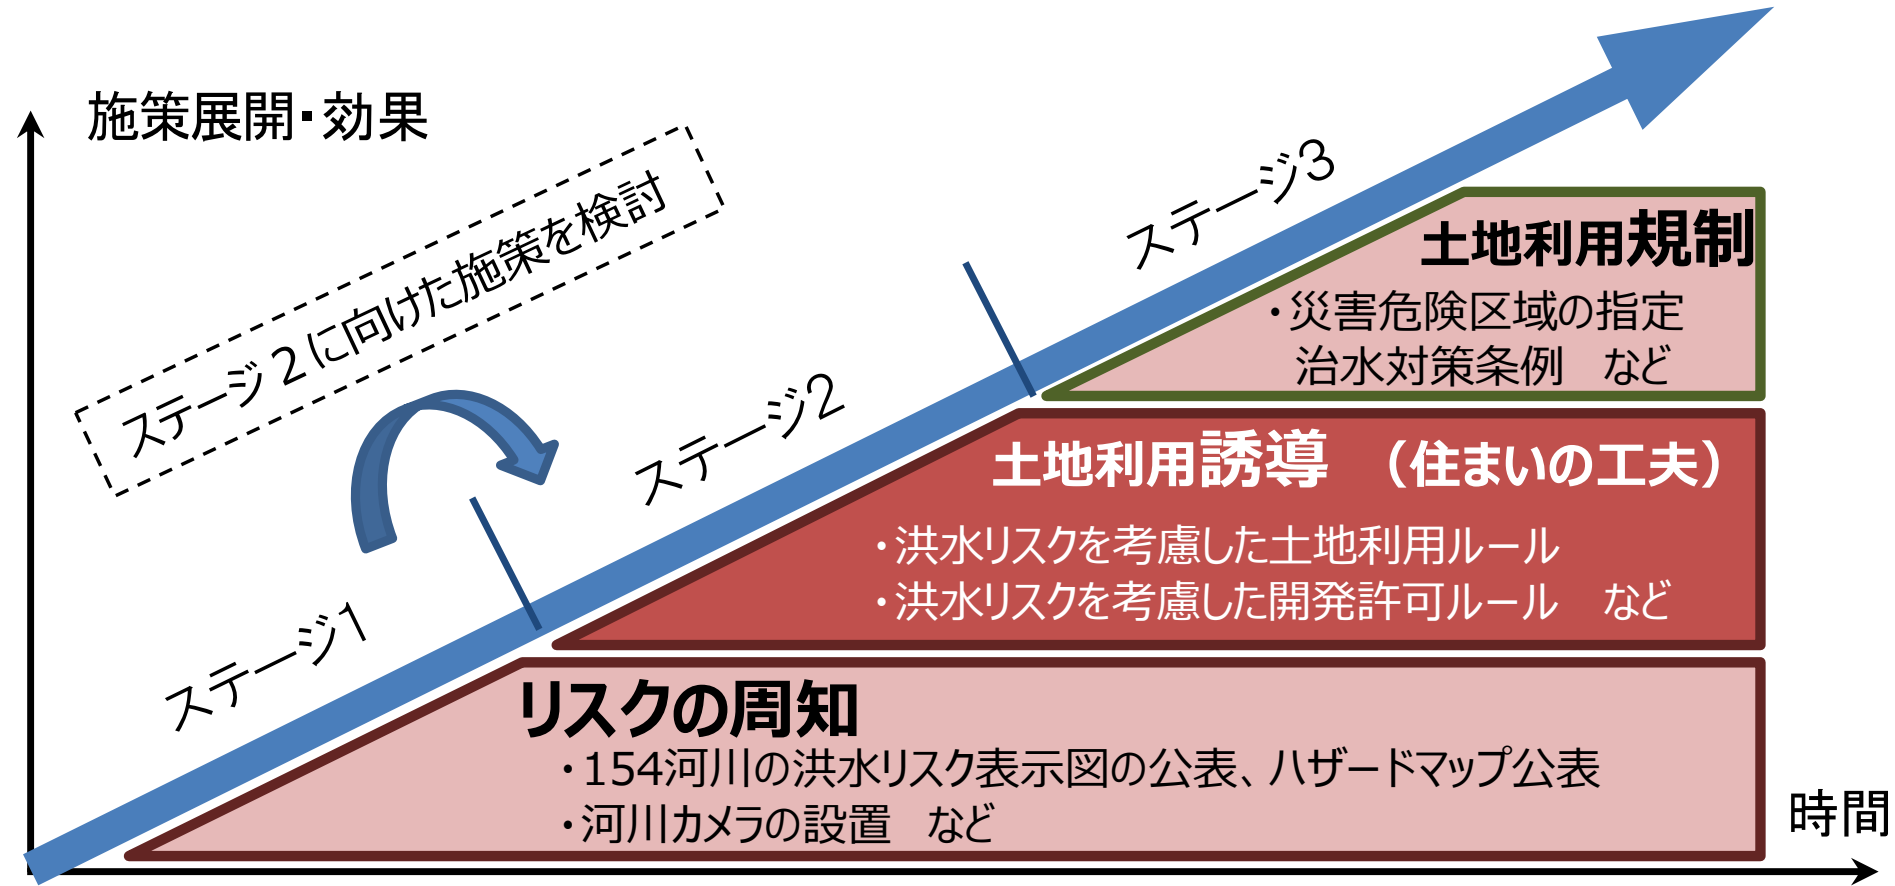 施策展開・効果
ステージ２に向けた施策を検討
ステージ3
土地利用規制
・災害危険区域の指定
治水対策条例　など
ステージ2
土地利用誘導　（住まいの工夫）
・洪水リスクを考慮した土地利用ルール
・洪水リスクを考慮した開発許可ルール　など
ステージ1
リスクの周知
・154河川の洪水リスク表示図の公表、ハザードマップ公表
・河川カメラの設置　など
時間